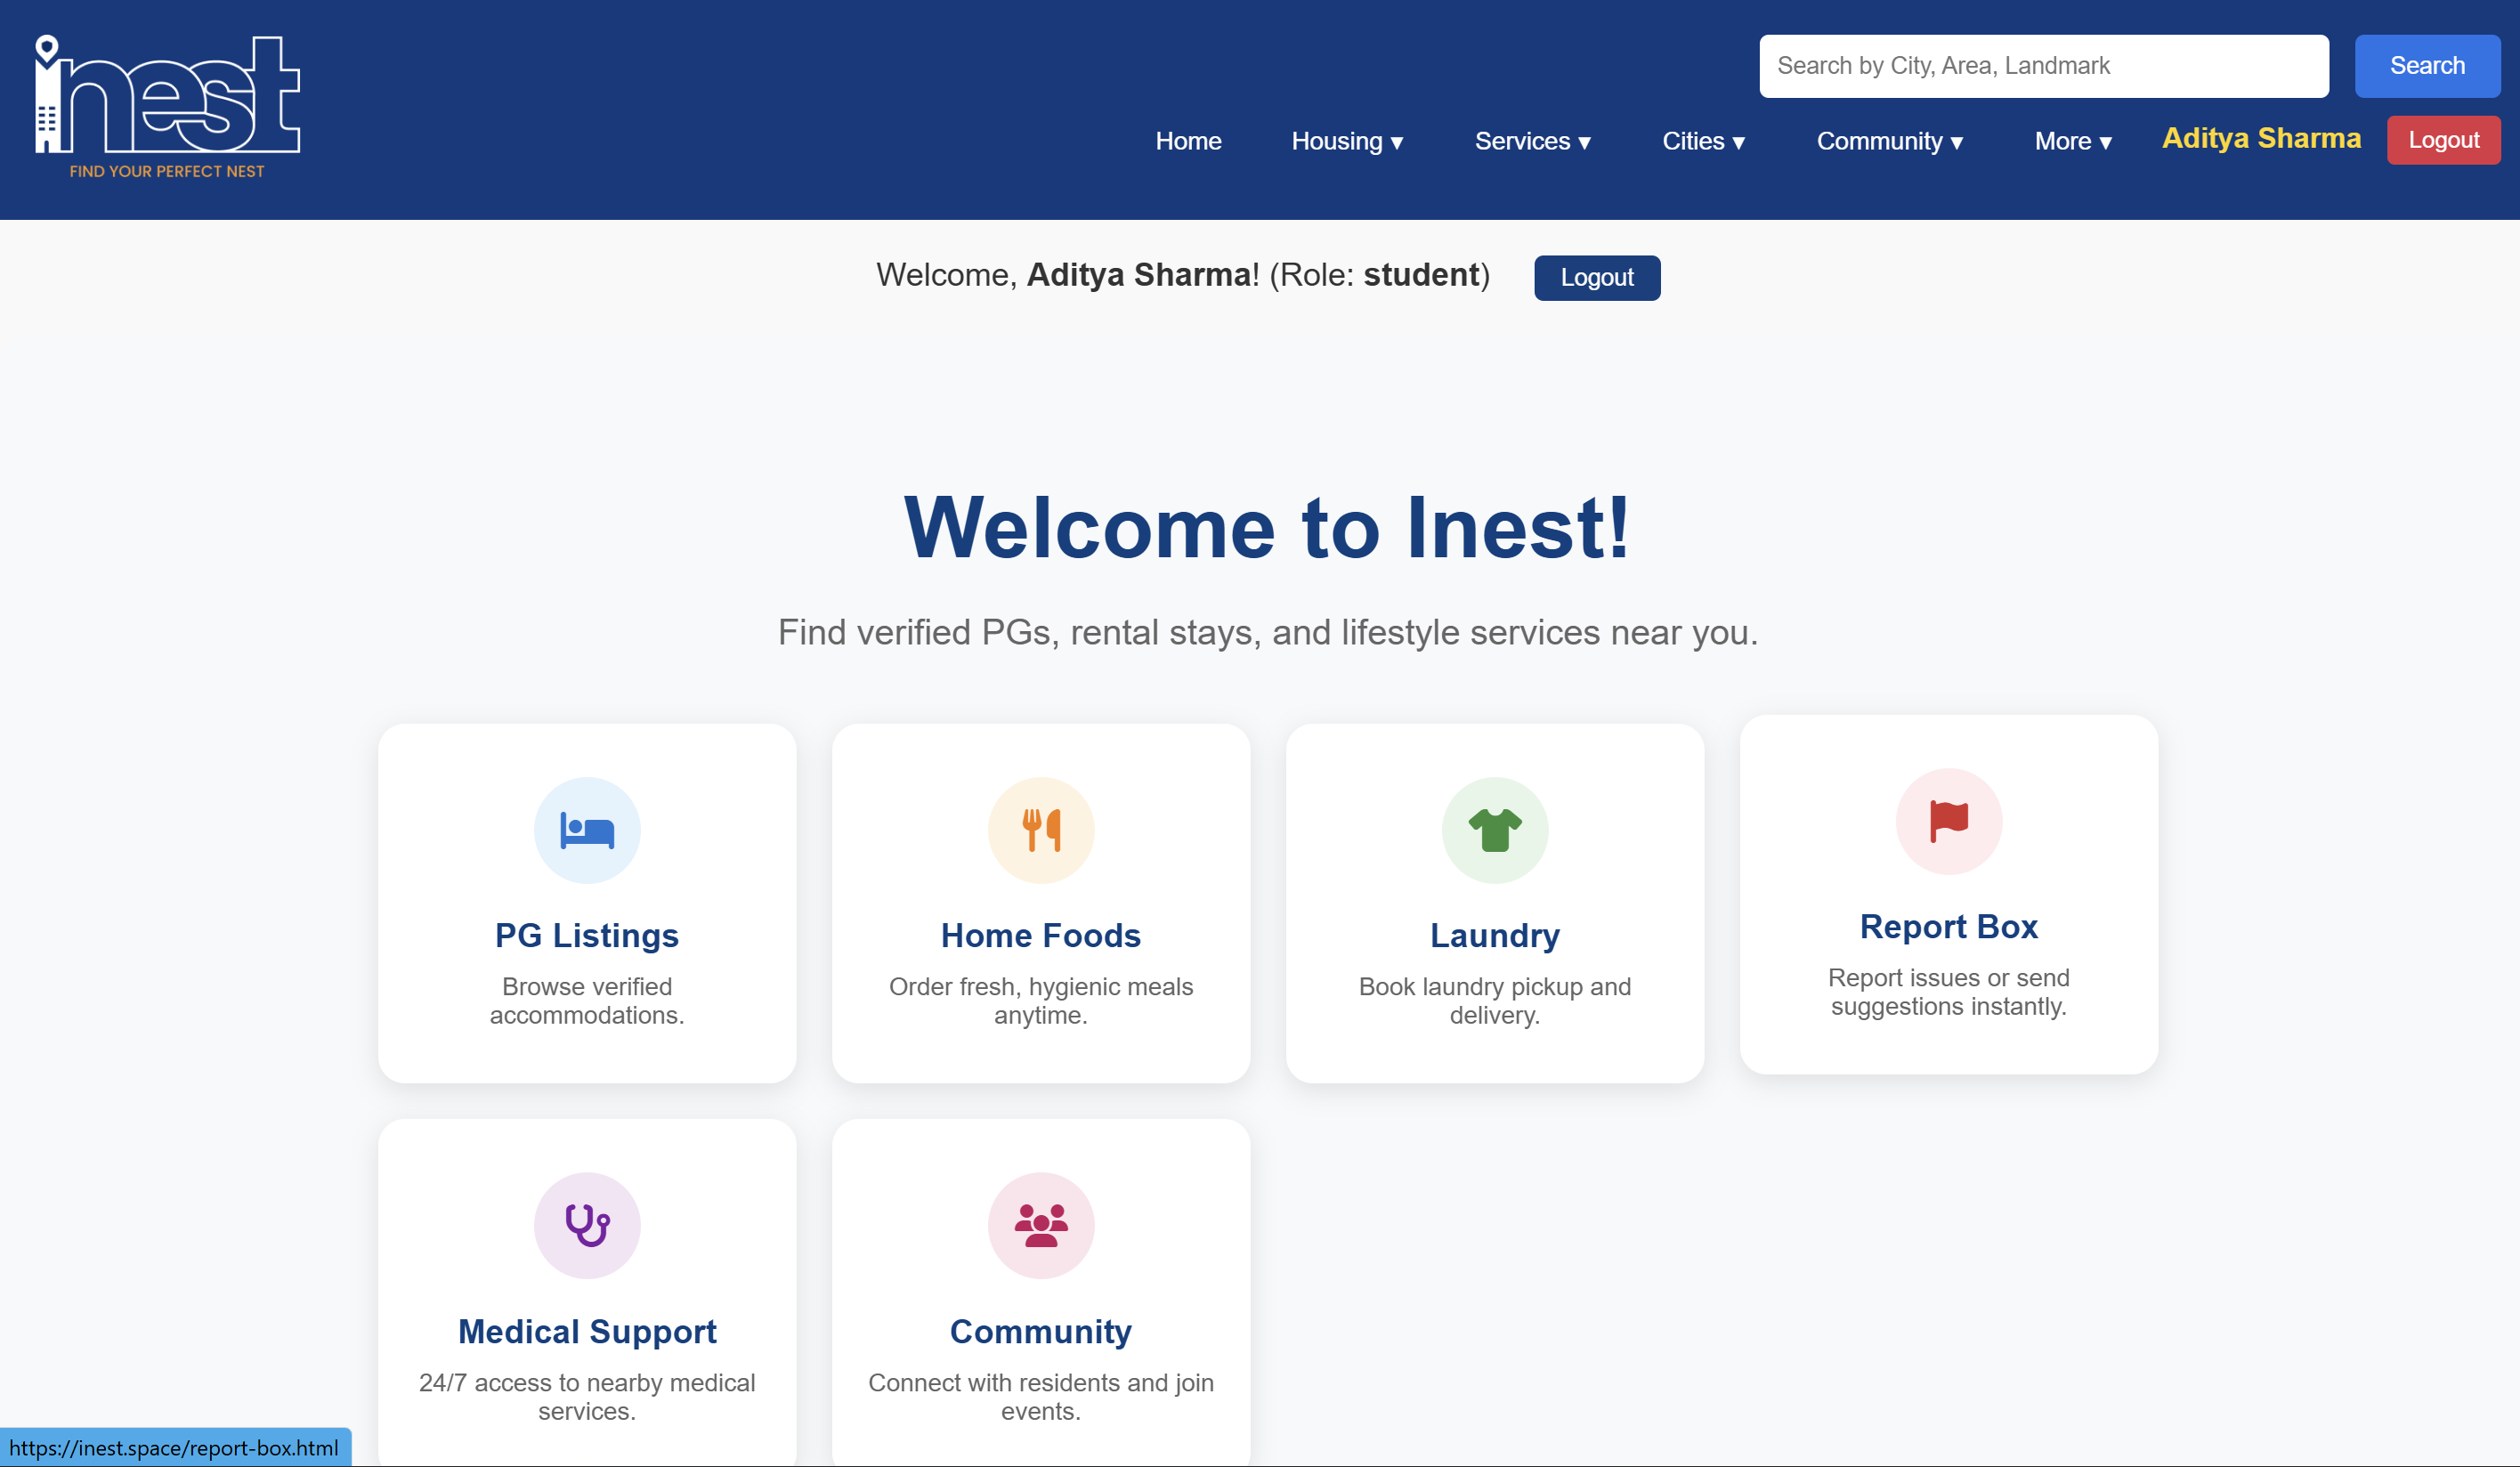 inest
FIND YOUR PERFECT NEST
Search by City, Area, Landmark
Search
Home
Housing ▾
Services ▾
Cities ▾
Community ▾
More ▾
Aditya Sharma
Logout
Welcome, Aditya Sharma! (Role: student)
Logout
Welcome to Inest!
Find verified PGs, rental stays, and lifestyle services near you.
PG Listings
Browse verified
accommodations.
Home Foods
Order fresh, hygienic meals
anytime.
Laundry
Book laundry pickup and
delivery.
Report Box
Report issues or send
suggestions instantly.
Medical Support
24/7 access to nearby medical
services.
Community
Connect with residents and join
events.
https://inest.space/report-box.html